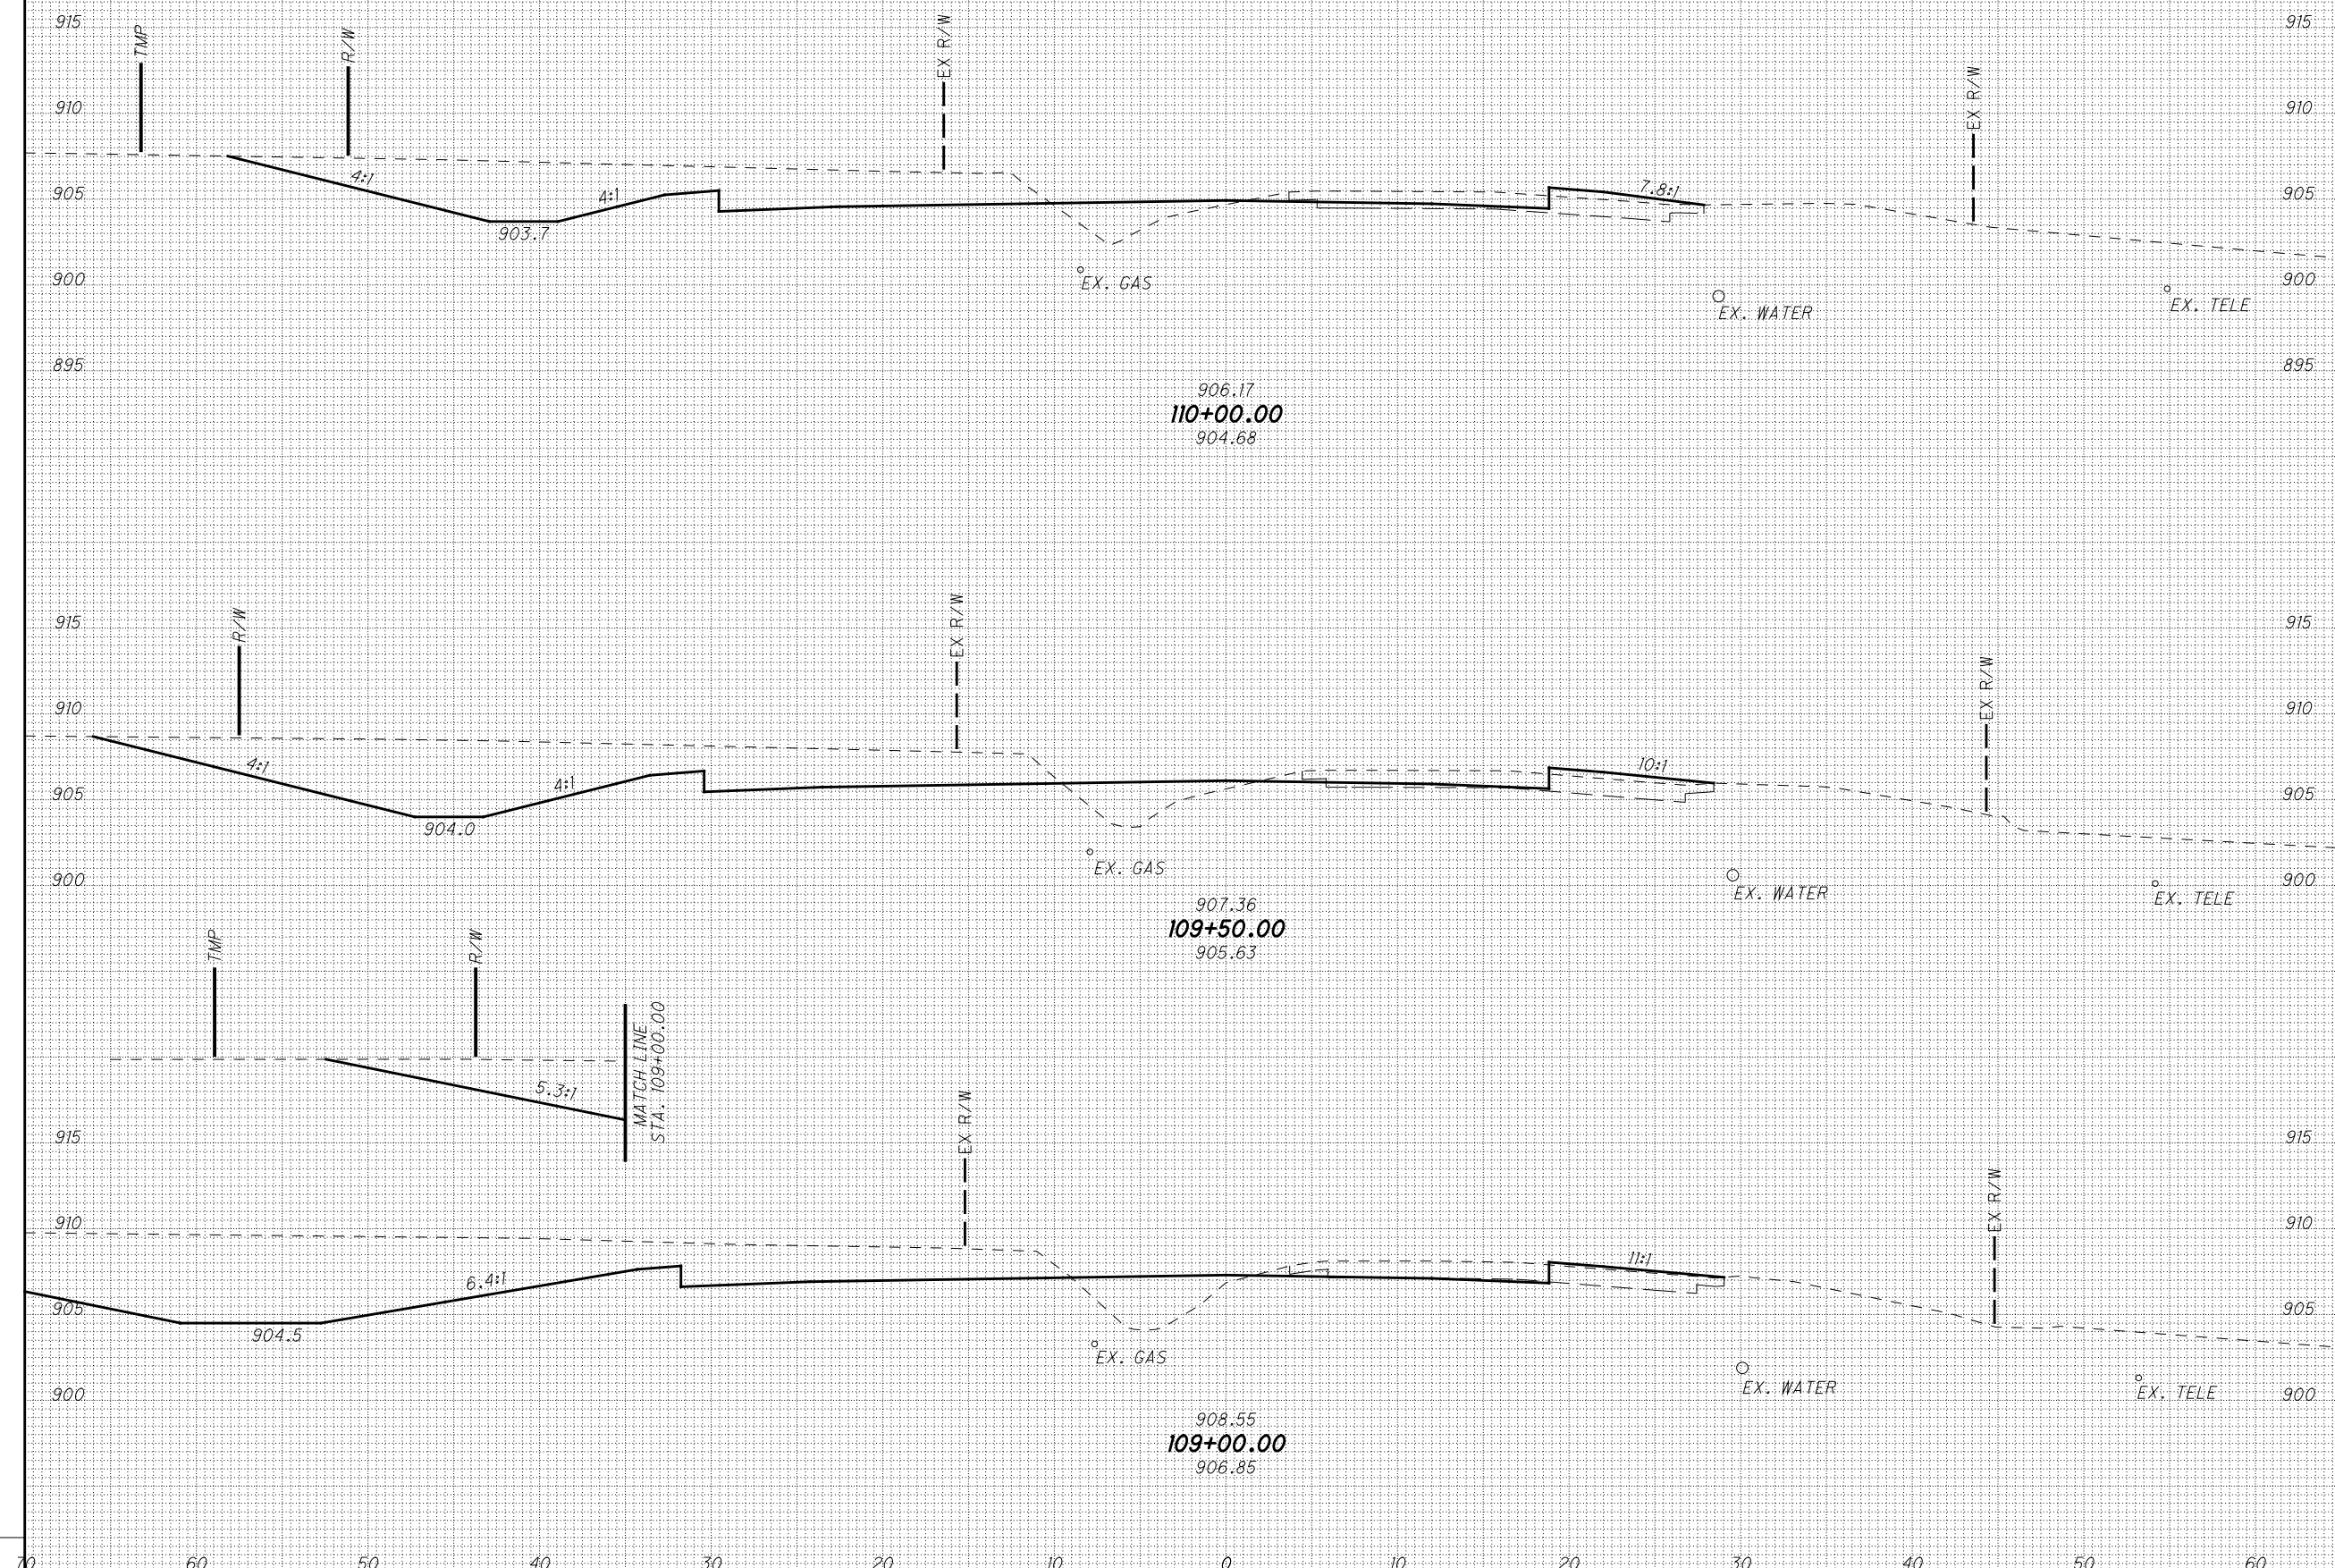 915 915
TMP R/W EX R/W EX R/W
910 910
4:1 4:1 7.8:1
905 905
903.7
900 EX. GAS 900
EX. WATER EX. TELE
895 895
906.17
110+00.00
904.68
R/W EX R/W EX R/W
915 915
910 910
4:1 4:1 10:1
905 905
904.0
EX. GAS
900 EX. WATER EX. TELE 900
907.36
109+50.00
905.63
TMP R/W
5.3:1
MATCH LINE
STA. 109+00.00
EX R/W EX R/W
915 915
910 910
6.4:1 11:1
905 905
904.5
EX. GAS
900 EX. WATER EX. TELE 900
908.55
109+00.00
906.85
70 60 50 40 30 20 10 0 10 20 30 40 50 60